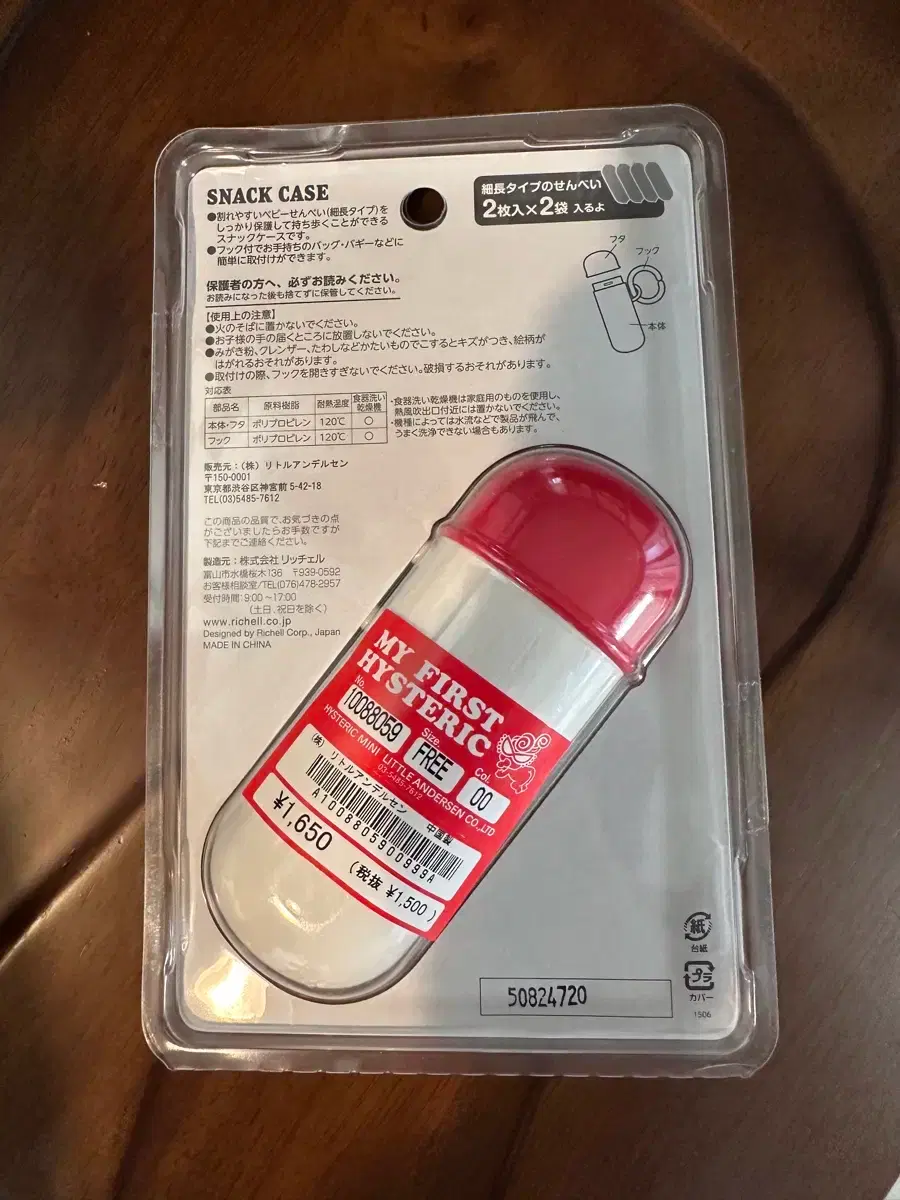 SNACK CASE
●割れやすいベビーせんべい(細長タイプ)を
しっかり保護して持ち歩くことができる
スナックケースです。
●フック付でお手持ちのバッグ・バギーなどに
簡単に取付けができます。
細長タイプのせんべい
2枚入×2袋 入るよ
フタ
フック
本体
保護者の方へ、必ずお読みください。
お読みになった後も捨てずに保管してください。
【使用上の注意】
●火のそばに置かないでください。
●お子様の手の届くところに放置しないでください。
●みがき粉、クレンザー、たわしなどかたいものでこするとキズがつき、絵柄が
はがれるおそれがあります。
●取付けの際、フックを開きすぎないでください。破損するおそれがあります。
対応表
部品名 原料樹脂 耐熱温度 食器洗い乾燥機
本体・フタ ポリプロピレン 120℃ ○
フック ポリプロピレン 120℃ ○
・食器洗い乾燥機は家庭用のものを使用し、
熱風吹出口付近には置かないでください。
・機種によっては水流などで製品が飛んで、
うまく洗浄できない場合もあります。
販売元：(株) リトルアンデルセン
〒150-0001
東京都渋谷区神宮前 5-42-18
TEL(03)5485-7612
この商品の品質で、お気づきの点
がございましたらお手数ですが
下記までご連絡ください。
製造元：株式会社 リッチェル
富山市水橋桜木136 〒939-0592
お客様相談室/TEL(076)478-2957
受付時間：9:00~17:00
(土日、祝日を除く)
www.richell.co.jp
Designed by Richell Corp., Japan
MADE IN CHINA
MY FIRST
HYSTERIC
No. Size. Col.
10088059 FREE 00
HYSTERIC MINI LITTLE ANDERSEN CO.,LTD
03-5485-7612
(株) リトルアンデルセン 中国製
A1008805900999A
¥1,650 (税抜 ¥1,500)
紙
台紙
プラ
カバー
50824720
1506